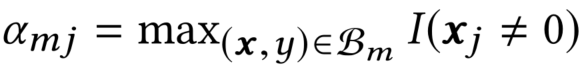 α_{mj} = max_{(𝒙,y)∈ℬ_m} I(𝒙_j ≠ 0)